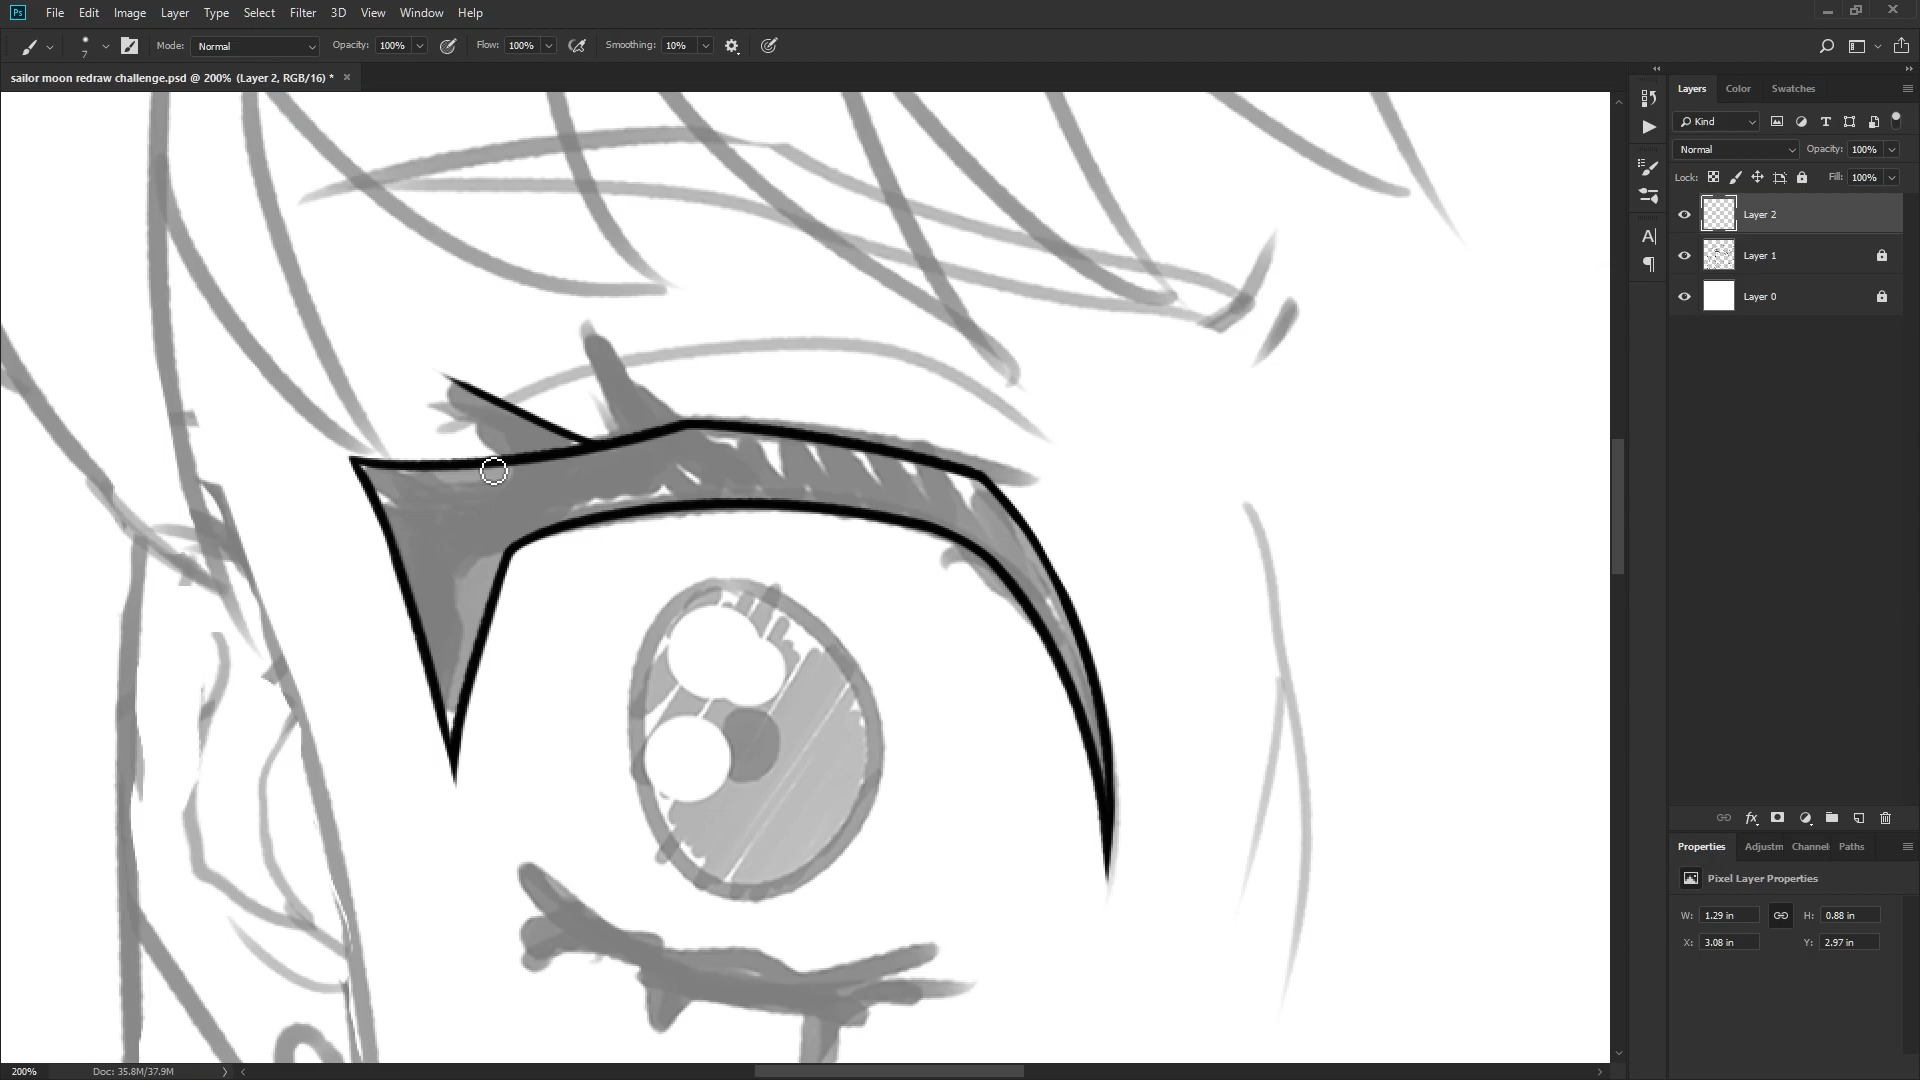 Ps File Edit Image Layer Type Select Filter 3D View Window Help
7 Mode: Normal Opacity: 100% Flow: 100% Smoothing: 10%
sailor moon redraw challenge.psd @ 200% (Layer 2, RGB/16) * ×
Layers Color Swatches
Kind T
Normal Opacity: 100%
Lock: Fill: 100%
Layer 2
A|
Layer 1
¶
Layer 0
fx
Properties Adjustm Channel Paths
Pixel Layer Properties
W: 1.29 in H: 0.88 in
X: 3.08 in Y: 2.97 in
200% Doc: 35.8M/37.9M